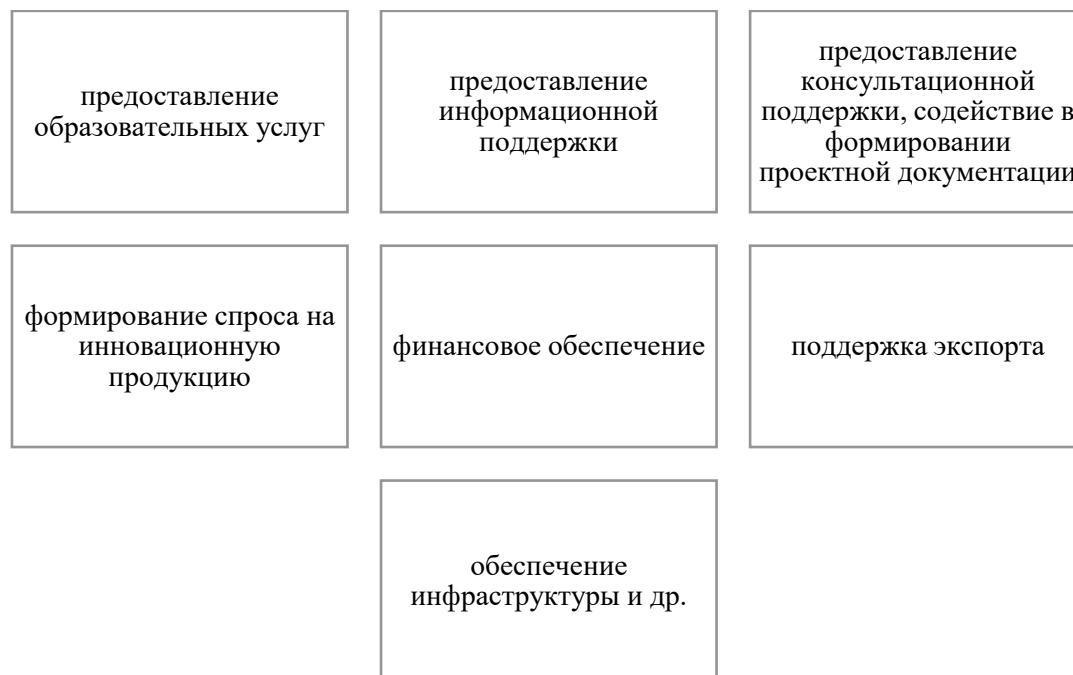 предоставление
образовательных услуг
предоставление
информационной
поддержки
предоставление
консультационной
поддержки, содействие в
формировании
проектной документации
формирование спроса на
инновационную
продукцию
финансовое обеспечение
поддержка экспорта
обеспечение
инфраструктуры и др.